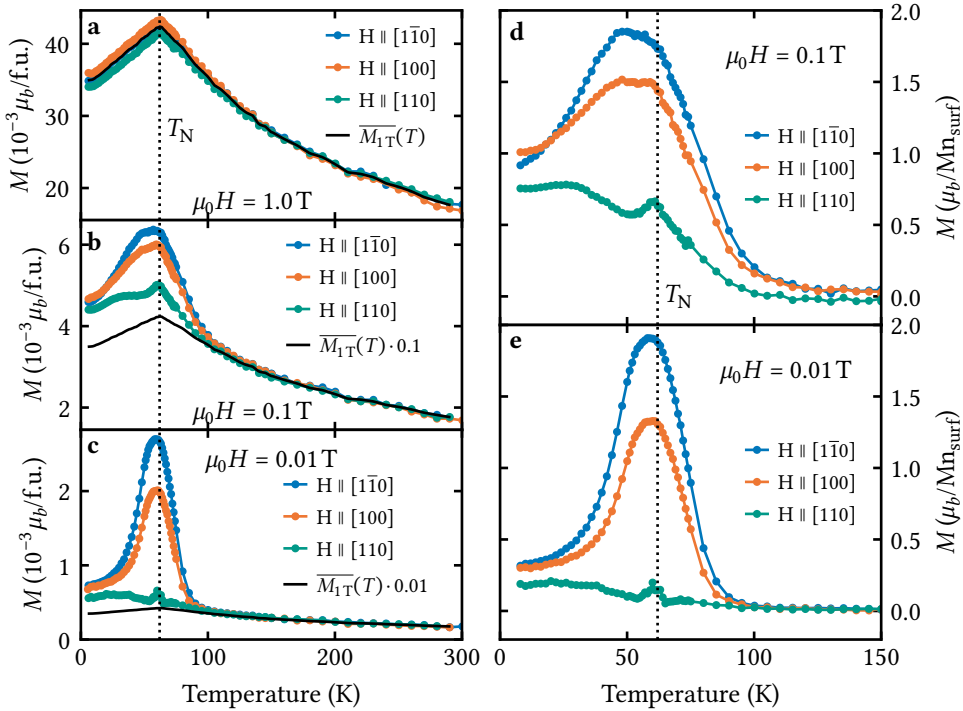 a
40
30
20
M (10⁻³ μ_b/f.u.)
H ∥ [11̅0]
H ∥ [100]
H ∥ [110]
M̅₁T̅(T)
T_N
μ₀H = 1.0 T
b
6
4
2
M (10⁻³ μ_b/f.u.)
H ∥ [11̅0]
H ∥ [100]
H ∥ [110]
M̅₁T̅(T) · 0.1
μ₀H = 0.1 T
c
2
1
0
M (10⁻³ μ_b/f.u.)
μ₀H = 0.01 T
H ∥ [11̅0]
H ∥ [100]
H ∥ [110]
M̅₁T̅(T) · 0.01
0 100 200 300
Temperature (K)
d
2.0
1.5
1.0
0.5
0.0
M (μ_b/Mn_surf)
μ₀H = 0.1 T
H ∥ [11̅0]
H ∥ [100]
H ∥ [110]
T_N
e
2.0
1.5
1.0
0.5
0.0
M (μ_b/Mn_surf)
μ₀H = 0.01 T
H ∥ [11̅0]
H ∥ [100]
H ∥ [110]
0 50 100 150
Temperature (K)